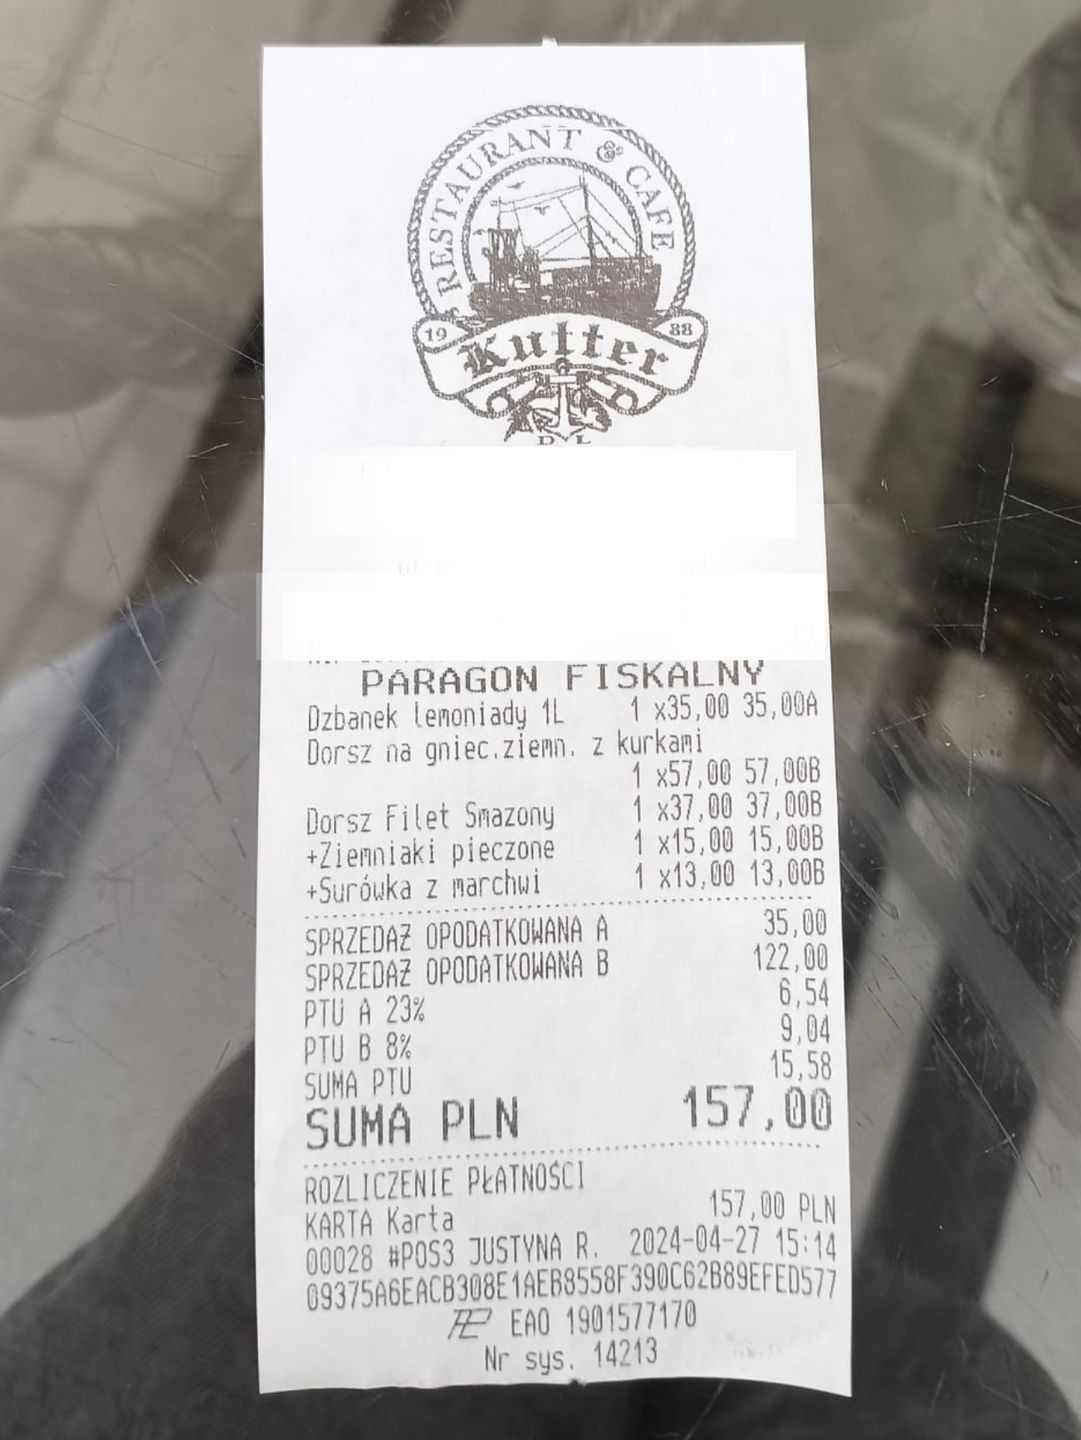 RESTAURANT & CAFE
19 88
Kutter
D L
PARAGON FISKALNY
Dzbanek lemoniady 1L 1 x35,00 35,00A
Dorsz na gniec.ziemn. z kurkami
1 x57,00 57,00B
Dorsz Filet Smazony 1 x37,00 37,00B
+Ziemniaki pieczone 1 x15,00 15,00B
+Surówka z marchwi 1 x13,00 13,00B
SPRZEDAŻ OPODATKOWANA A 35,00
SPRZEDAŻ OPODATKOWANA B 122,00
PTU A 23% 6,54
PTU B 8% 9,04
SUMA PTU 15,58
SUMA PLN 157,00
ROZLICZENIE PŁATNOŚCI
KARTA Karta 157,00 PLN
00028 #POS3 JUSTYNA R. 2024-04-27 15:14
09375A6EACB308E1AEB8558F390C62B89EFED577
EAO 1901577170
Nr sys. 14213